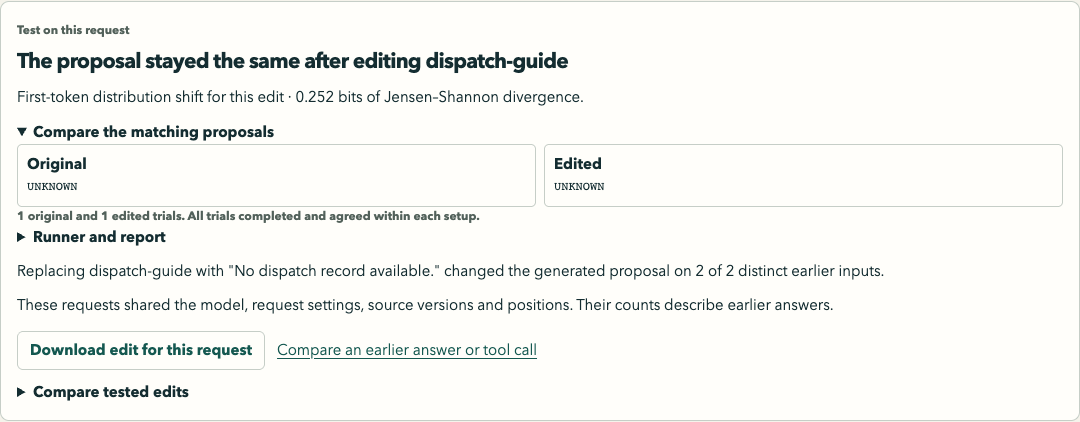 Test on this request
The proposal stayed the same after editing dispatch-guide
First-token distribution shift for this edit · 0.252 bits of Jensen–Shannon divergence.
▼ Compare the matching proposals
Original
UNKNOWN
Edited
UNKNOWN
1 original and 1 edited trials. All trials completed and agreed within each setup.
▶ Runner and report
Replacing dispatch-guide with "No dispatch record available." changed the generated proposal on 2 of 2 distinct earlier inputs.
These requests shared the model, request settings, source versions and positions. Their counts describe earlier answers.
Download edit for this request
Compare an earlier answer or tool call
▶ Compare tested edits